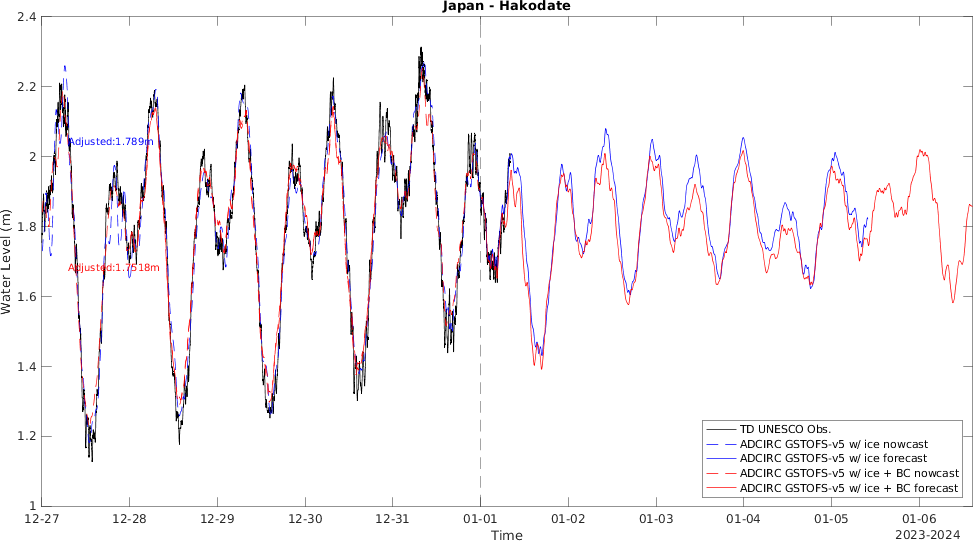 Japan - Hakodate
2.4
2.2
2
1.8
1.6
1.4
1.2
1
Water Level (m)
Adjusted:1.789m
Adjusted:1.7518m
TD UNESCO Obs.
ADCIRC GSTOFS-v5 w/ ice nowcast
ADCIRC GSTOFS-v5 w/ ice forecast
ADCIRC GSTOFS-v5 w/ ice + BC nowcast
ADCIRC GSTOFS-v5 w/ ice + BC forecast
12-27 12-28 12-29 12-30 12-31 01-01 01-02 01-03 01-04 01-05 01-06
Time
2023-2024